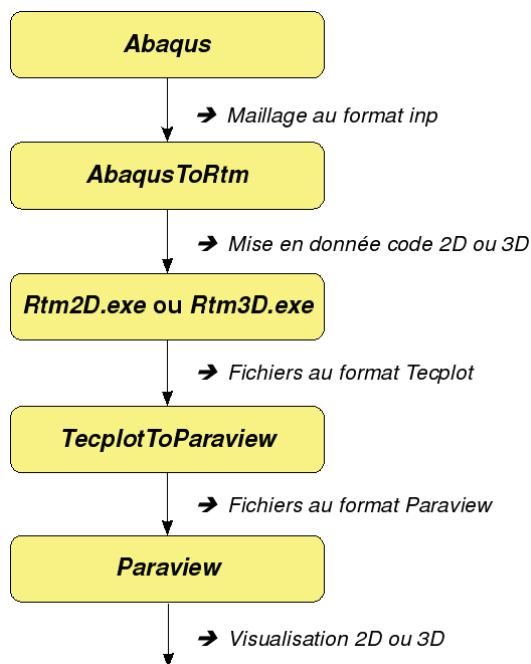 Abaqus
➔ Maillage au format inp
AbaqusToRtm
➔ Mise en donnée code 2D ou 3D
Rtm2D.exe ou Rtm3D.exe
➔ Fichiers au format Tecplot
TecplotToParaview
➔ Fichiers au format Paraview
Paraview
➔ Visualisation 2D ou 3D